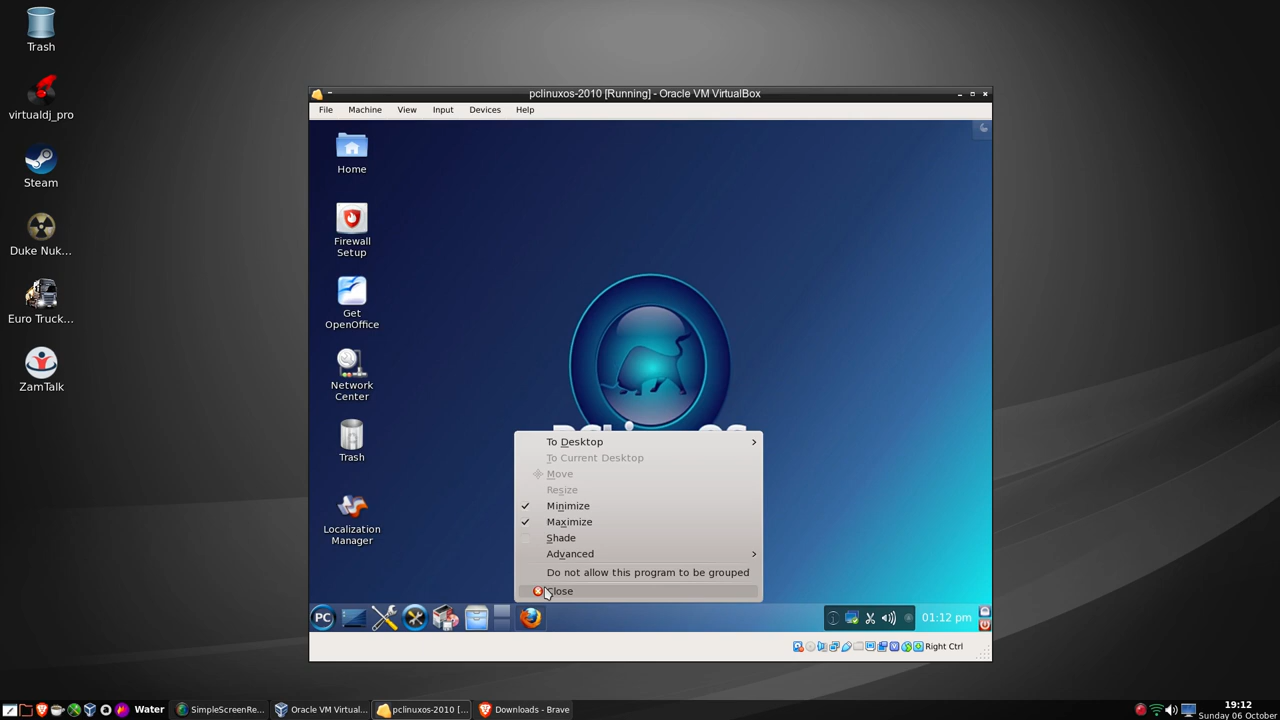 Trash
virtualdj_pro
Steam
Duke Nuk...
Euro Truck...
ZamTalk
pclinuxos-2010 [Running] - Oracle VM VirtualBox
File Machine View Input Devices Help
Home
Firewall
Setup
Get
OpenOffice
Network
Center
Trash
Localization
Manager
To Desktop
To Current Desktop
Move
Resize
Minimize
Maximize
Shade
Advanced
Do not allow this program to be grouped
Close
PC
01:12 pm
Right Ctrl
Water
SimpleScreenRe...
Oracle VM Virtual...
pclinuxos-2010 [...
Downloads - Brave
19:12
Sunday 06 October